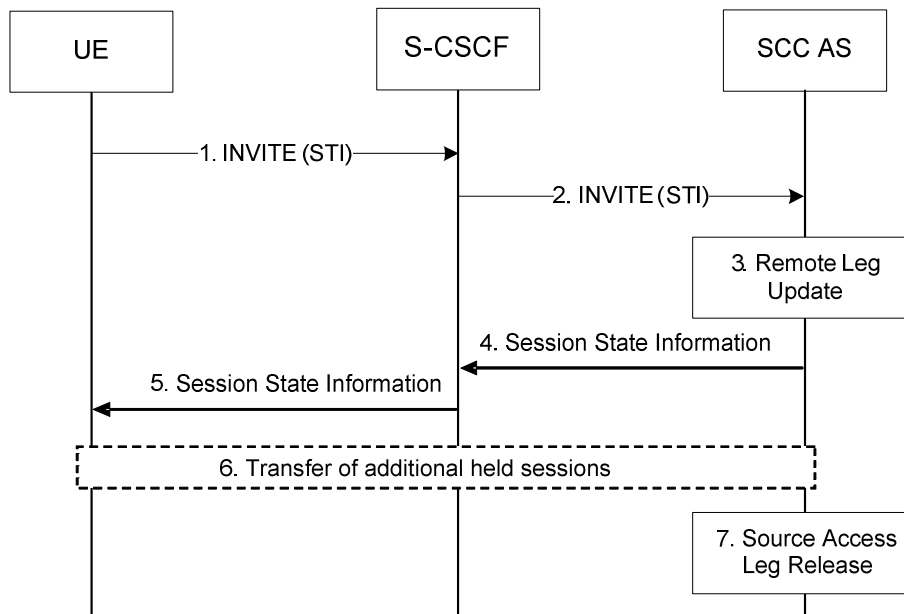 UE
S-CSCF
SCC AS
1. INVITE (STI)
2. INVITE (STI)
3. Remote Leg
Update
4. Session State Information
5. Session State Information
6. Transfer of additional held sessions
7. Source Access
Leg Release